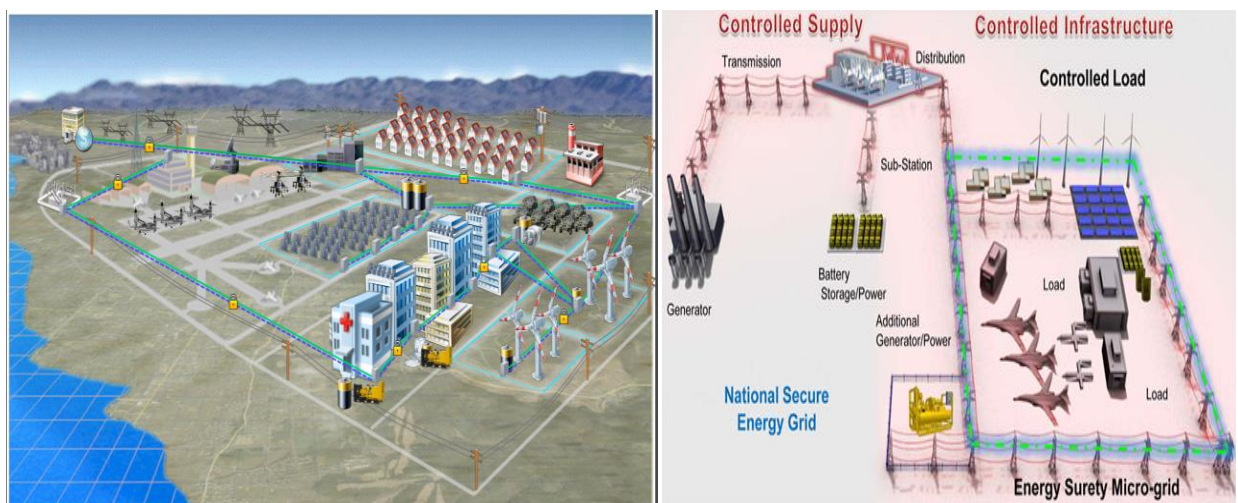 Controlled Supply
Controlled Infrastructure
Transmission
Distribution
Controlled Load
Sub-Station
Battery
Storage/Power
Generator
Load
Additional
Generator/Power
Load
National Secure
Energy Grid
Energy Surety Micro-grid